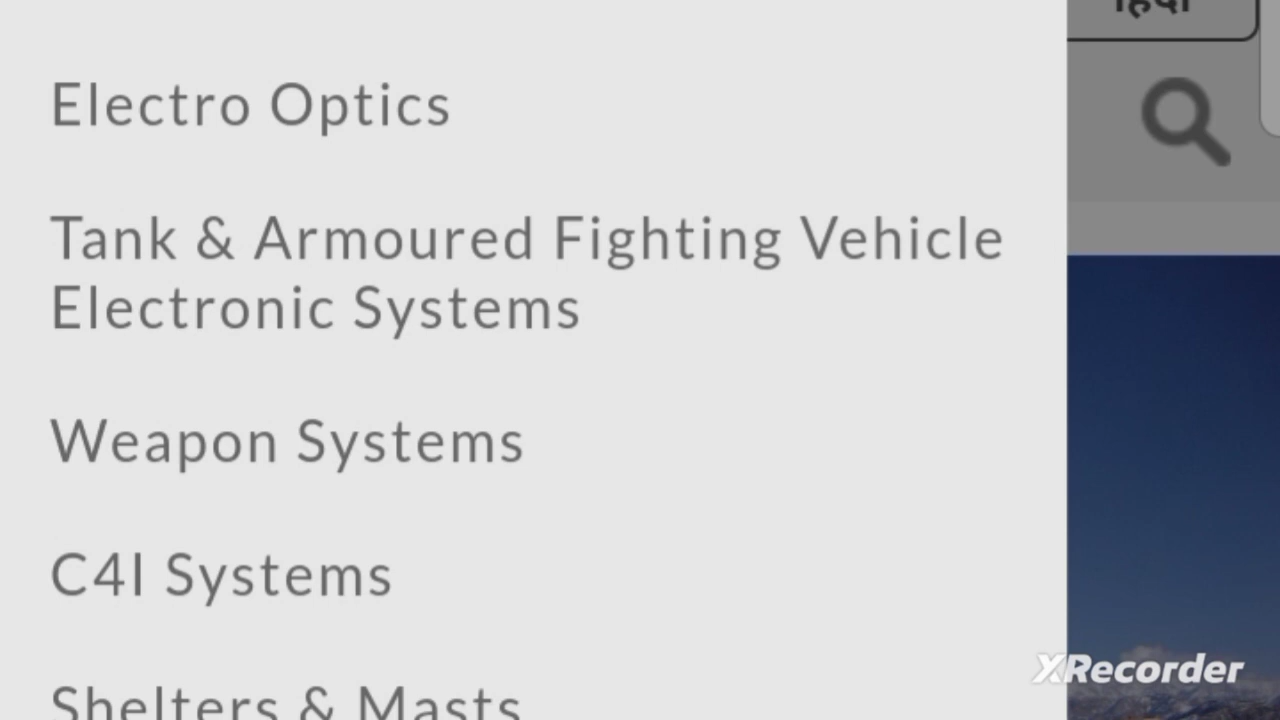 हिंदी
Electro Optics
Tank & Armoured Fighting Vehicle
Electronic Systems
Weapon Systems
C4I Systems
Shelters & Masts
XRecorder